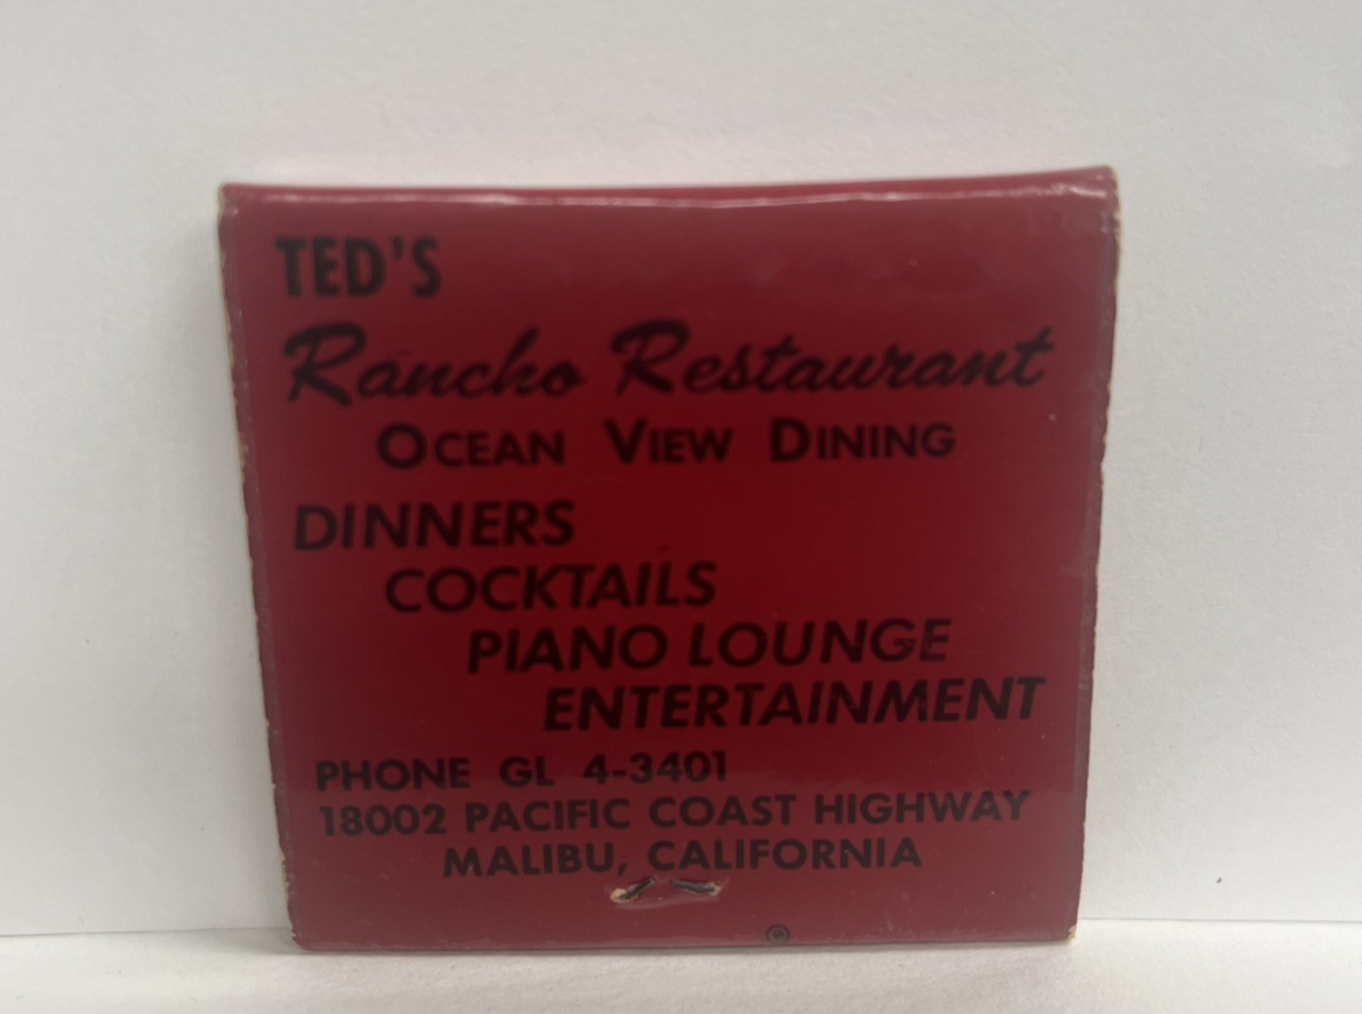 TED'S
Rancho Restaurant
OCEAN VIEW DINING
DINNERS
COCKTAILS
PIANO LOUNGE
ENTERTAINMENT
PHONE GL 4-3401
18002 PACIFIC COAST HIGHWAY
MALIBU, CALIFORNIA